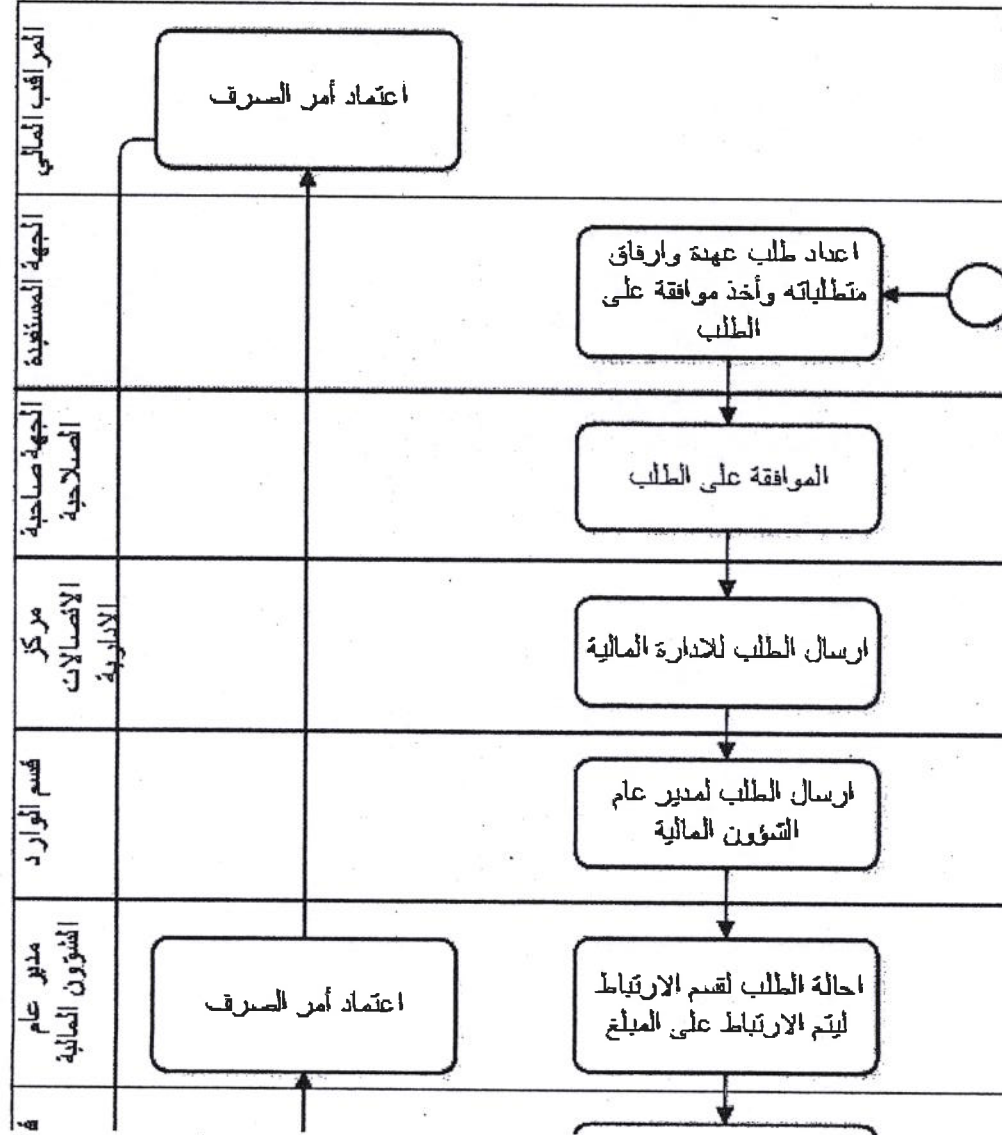 المراقب المالي
اعتماد أمر الصرف
الجهة المستفيدة
اعداد طلب عهدة وارفاق
متطلباته وأخذ موافقة على
الطلب
الجهة صاحبة
الصلاحية
الموافقة على الطلب
مركز
الاتصالات
الادارية
ارسال الطلب للادارة المالية
قسم الوارد
ارسال الطلب لمدير عام
الشؤون المالية
مدير عام
الشؤون المالية
احالة الطلب لقسم الارتباط
ليتم الارتباط على المبلغ
اعتماد أمر الصرف